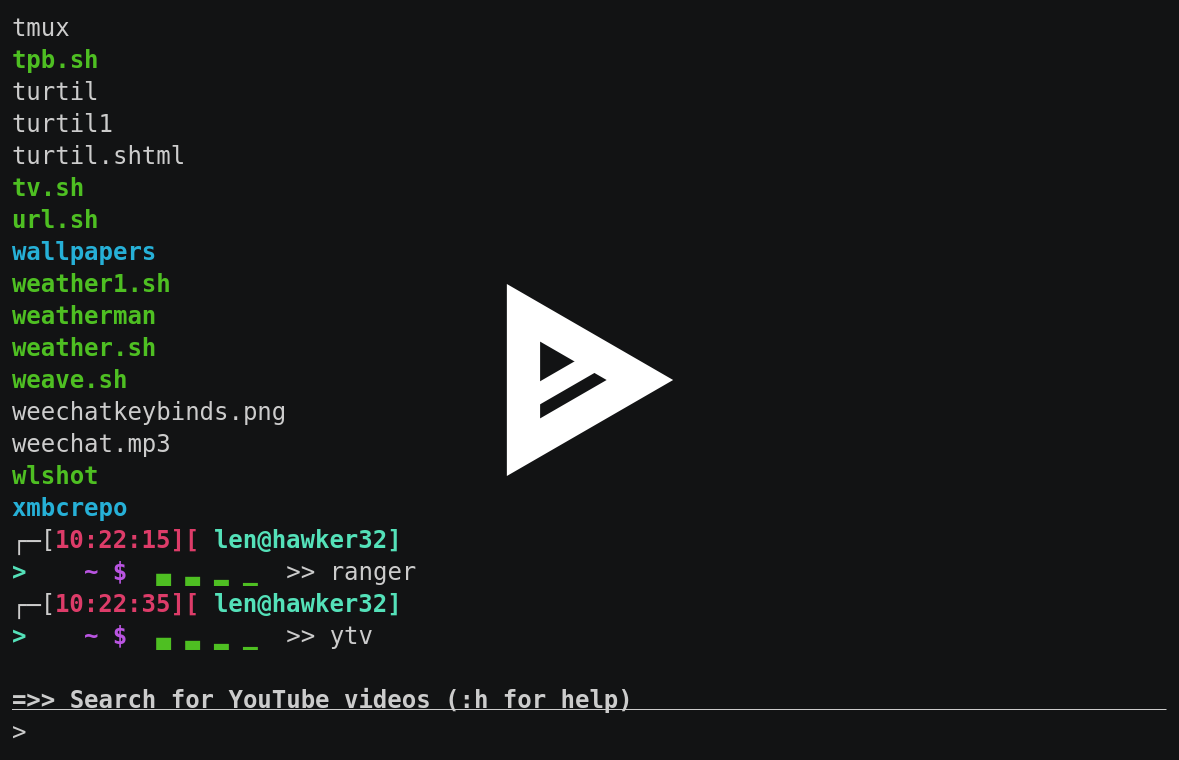 tmux
tpb.sh
turtil
turtil1
turtil.shtml
tv.sh
url.sh
wallpapers
weather1.sh
weatherman
weather.sh
weave.sh
weechatkeybinds.png
weechat.mp3
wlshot
xmbcrepo
┌─[10:22:15][ len@hawker32]
>    ~ $  ▄ ▃ ▂ ▁  >> ranger
┌─[10:22:35][ len@hawker32]
>    ~ $  ▄ ▃ ▂ ▁  >> ytv
=>> Search for YouTube videos (:h for help)
>